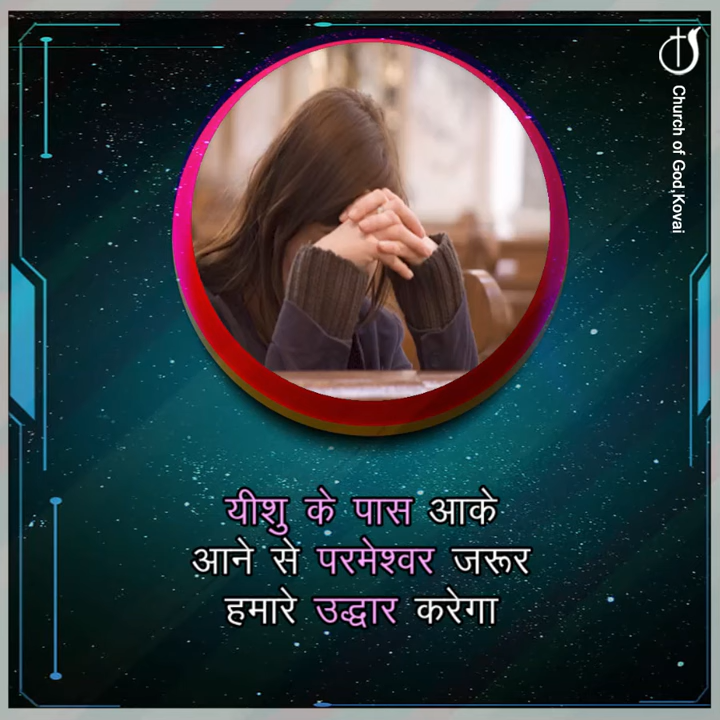 Church of God,Kovai
यीशु के पास आके
आने से परमेश्वर जरूर
हमारे उद्धार करेगा